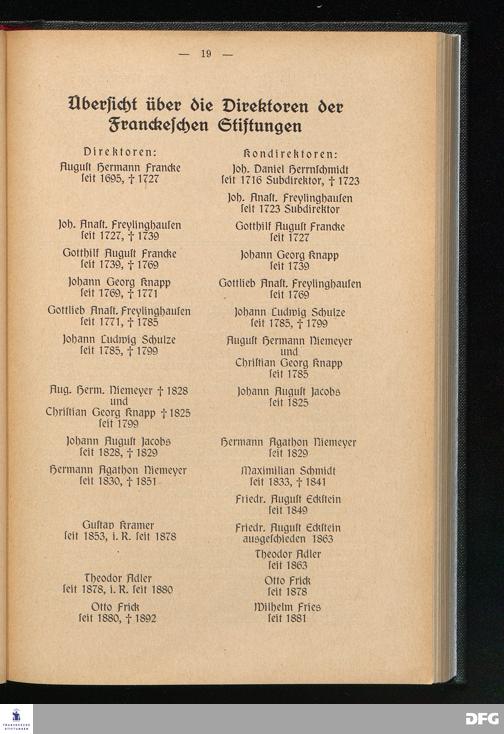 — 19 —
Überſicht über die Direktoren der
Franckeſchen Stiftungen
Direktoren:
Auguſt Hermann Francke
ſeit 1695, † 1727
Joh. Anaſt. Freylinghauſen
ſeit 1727, † 1739
Gotthilf Auguſt Francke
ſeit 1739, † 1769
Johann Georg Knapp
ſeit 1769, † 1771
Gottlieb Anaſt. Freylinghauſen
ſeit 1771, † 1785
Johann Ludwig Schulze
ſeit 1785, † 1799
Aug. Herm. Niemeyer † 1828
und
Chriſtian Georg Knapp † 1825
ſeit 1799
Johann Auguſt Jacobs
ſeit 1828, † 1829
Hermann Agathon Niemeyer
ſeit 1830, † 1851
Guſtav Kramer
ſeit 1853, i. R. ſeit 1878
Theodor Adler
ſeit 1878, i. R. ſeit 1880
Otto Frick
ſeit 1880, † 1892
Kondirektoren:
Joh. Daniel Herrnſchmidt
ſeit 1716 Subdirektor, † 1723
Joh. Anaſt. Freylinghauſen
ſeit 1723 Subdirektor
Gotthilf Auguſt Francke
ſeit 1727
Johann Georg Knapp
ſeit 1739
Gottlieb Anaſt. Freylinghauſen
ſeit 1769
Johann Ludwig Schulze
ſeit 1785, † 1799
Auguſt Hermann Niemeyer
und
Chriſtian Georg Knapp
ſeit 1785
Johann Auguſt Jacobs
ſeit 1825
Hermann Agathon Niemeyer
ſeit 1829
Maximilian Schmidt
ſeit 1833, † 1841
Friedr. Auguſt Eckſtein
ſeit 1849
Friedr. Auguſt Eckſtein
ausgeſchieden 1863
Theodor Adler
ſeit 1863
Otto Frick
ſeit 1878
Wilhelm Fries
ſeit 1881
FRANCKESCHE
STIFTUNGEN
DFG